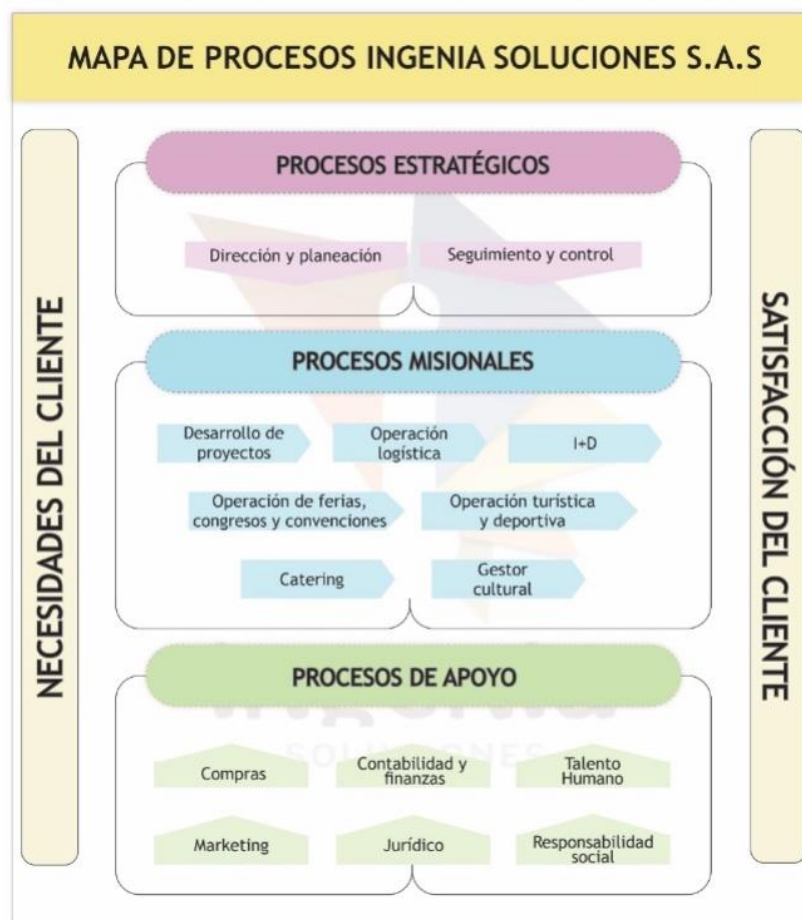 MAPA DE PROCESOS INGENIA SOLUCIONES S.A.S
NECESIDADES DEL CLIENTE
PROCESOS ESTRATÉGICOS
Dirección y planeación
Seguimiento y control
PROCESOS MISIONALES
Desarrollo de
proyectos
Operación
logística
I+D
Operación de ferias,
congresos y convenciones
Operación turística
y deportiva
Catering
Gestor
cultural
PROCESOS DE APOYO
ingenia
SOLUCIONES
Compras
Contabilidad y
finanzas
Talento
Humano
Marketing
Jurídico
Responsabilidad
social
SATISFACCIÓN DEL CLIENTE